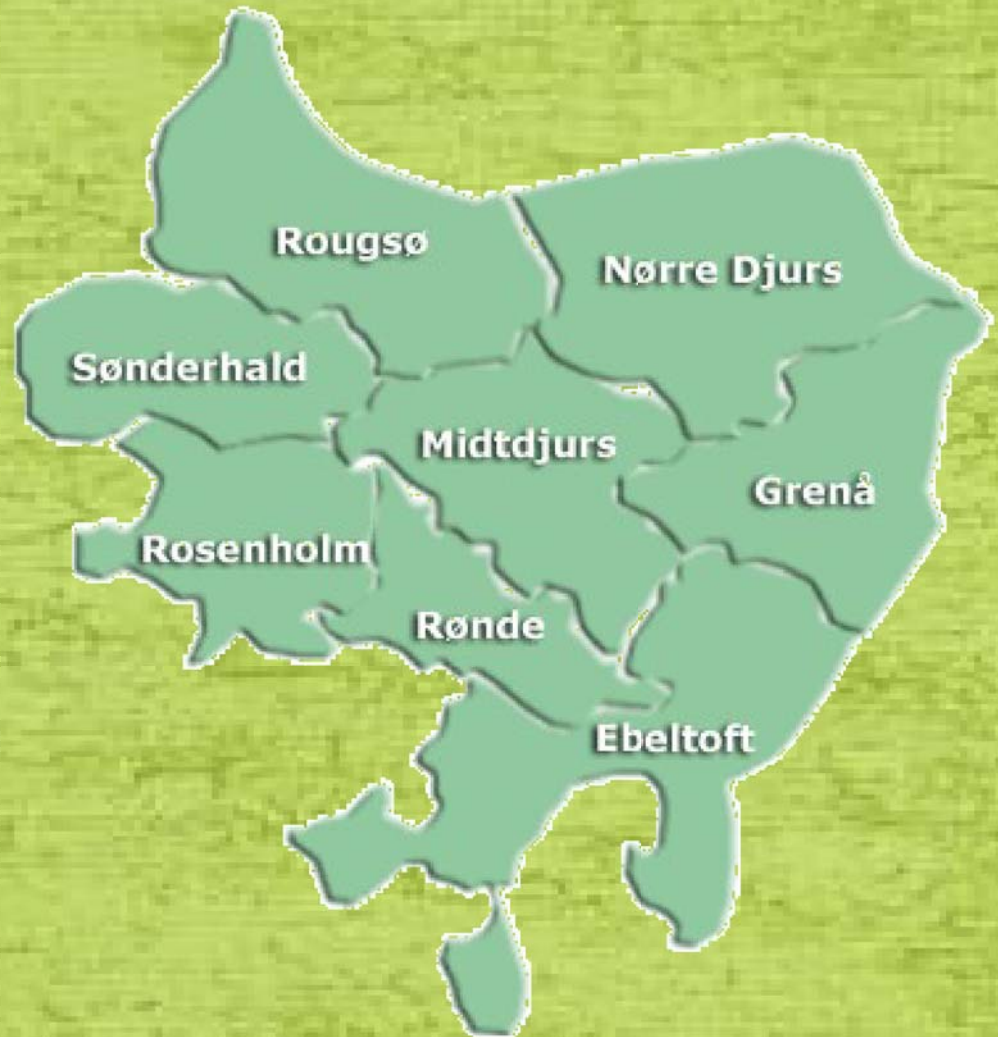 Rougsø
Nørre Djurs
Sønderhald
Midtdjurs
Grenå
Rosenholm
Rønde
Ebeltoft